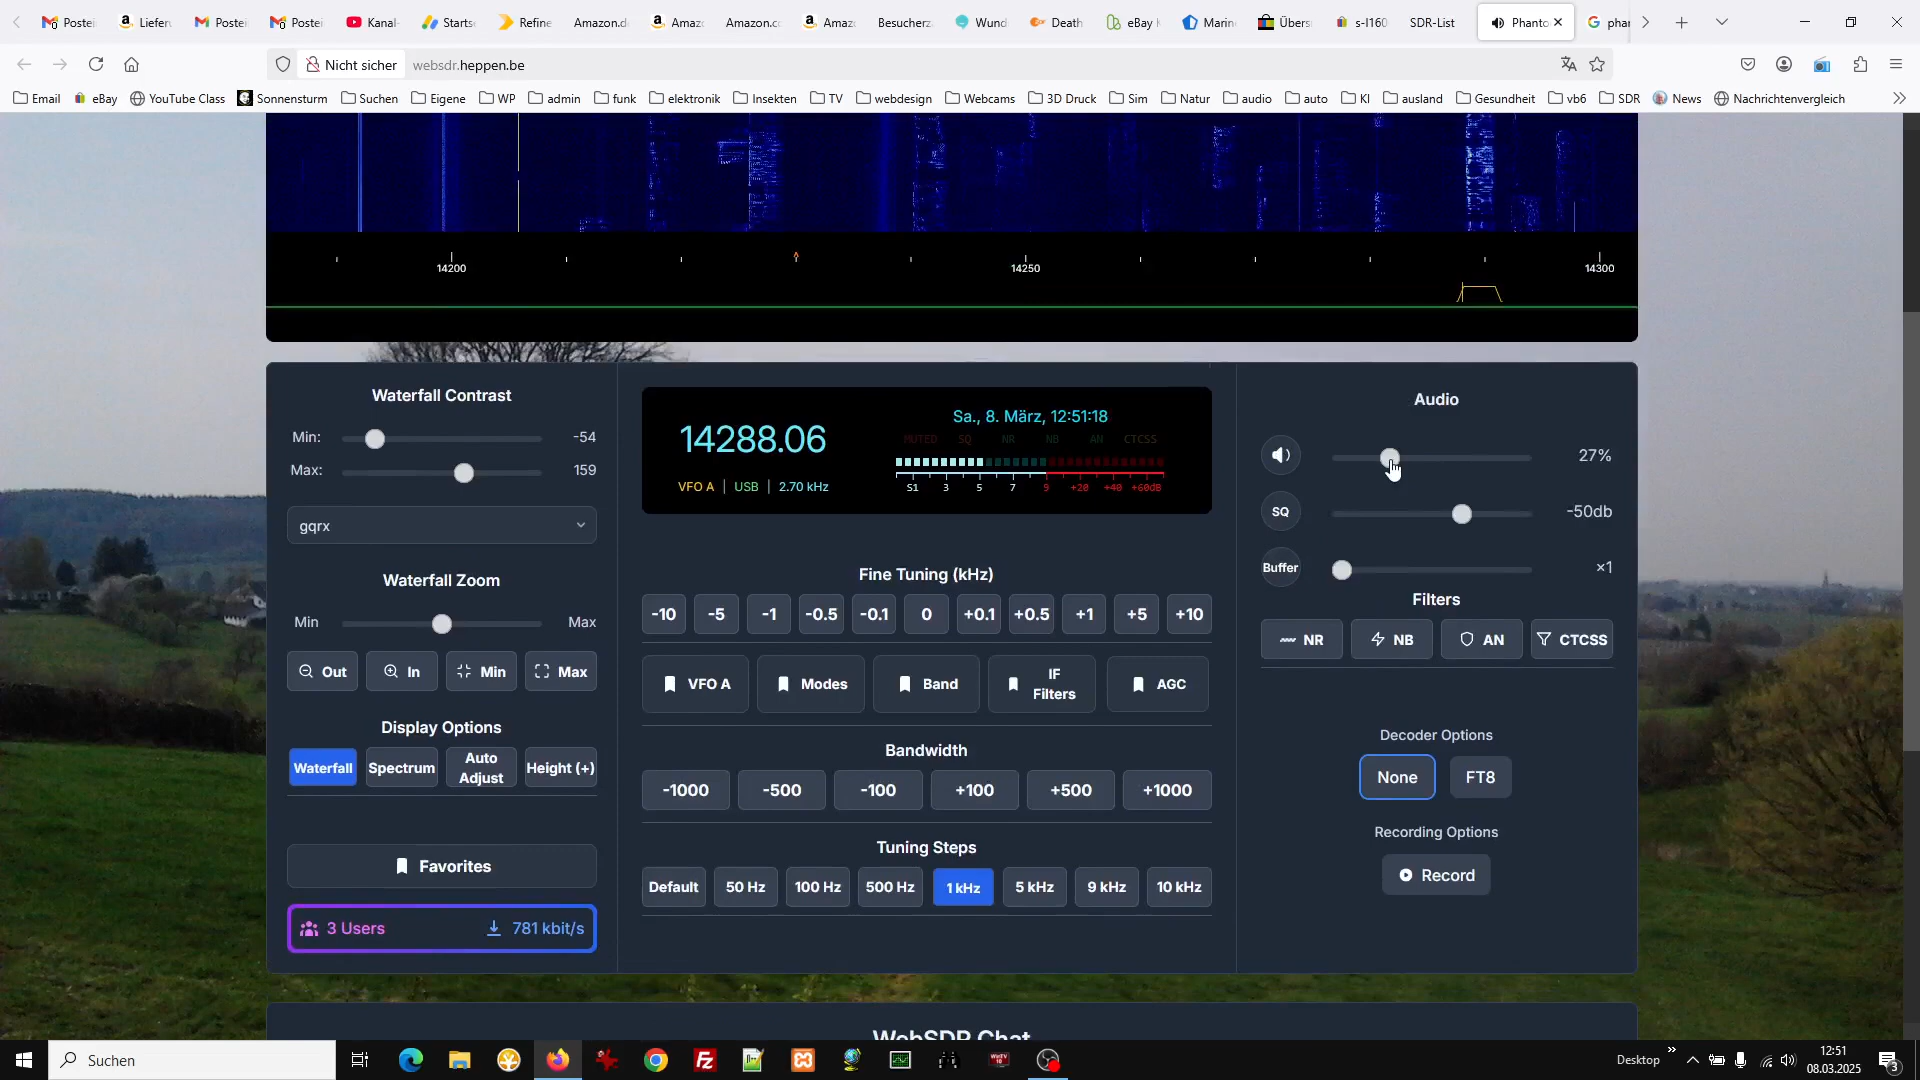 Postei
Liefer
Postei
Postei
Kanal-
Starts
Refine
Amazon.d
Amaz
Amazon.co
Amaz
Besucherz
Wund
Death
eBay
Marin
Übers
s-l160
SDR-List
Phanto
phan
Nicht sicher
websdr.heppen.be
Email
eBay
YouTube Class
Sonnensturm
Suchen
Eigene
WP
admin
funk
elektronik
Insekten
TV
webdesign
Webcams
3D Druck
Sim
Natur
audio
auto
KI
ausland
Gesundheit
vb6
SDR
News
Nachrichtenvergleich
14200
14250
14300
Waterfall Contrast
Min:
-54
Max:
159
gqrx
Waterfall Zoom
Min
Max
Out
In
Min
Max
Display Options
Waterfall
Spectrum
Auto Adjust
Height (+)
Favorites
3 Users
781 kbit/s
14288.06
VFO A | USB | 2.70 kHz
Sa., 8. März, 12:51:18
MUTED SQ NR NB AN CTCSS
S1 3 5 7 9 +20 +40 +60dB
Fine Tuning (kHz)
-10
-5
-1
-0.5
-0.1
0
+0.1
+0.5
+1
+5
+10
VFO A
Modes
Band
IF Filters
AGC
Bandwidth
-1000
-500
-100
+100
+500
+1000
Tuning Steps
Default
50 Hz
100 Hz
500 Hz
1 kHz
5 kHz
9 kHz
10 kHz
Audio
27%
SQ
-50db
Buffer
×1
Filters
NR
NB
AN
CTCSS
Decoder Options
None
FT8
Recording Options
Record
WebSDR Chat
Suchen
Desktop
12:51
08.03.2025
3